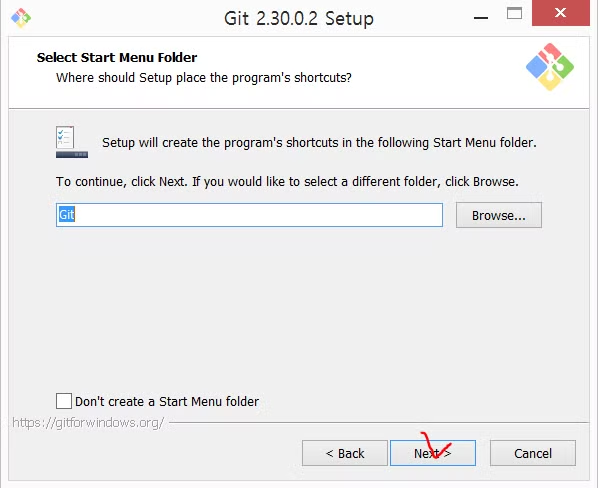 Git 2.30.0.2 Setup
Select Start Menu Folder
Where should Setup place the program's shortcuts?
Setup will create the program's shortcuts in the following Start Menu folder.
To continue, click Next. If you would like to select a different folder, click Browse.
Git
Browse...
Don't create a Start Menu folder
https://gitforwindows.org/
< Back
Next >
Cancel